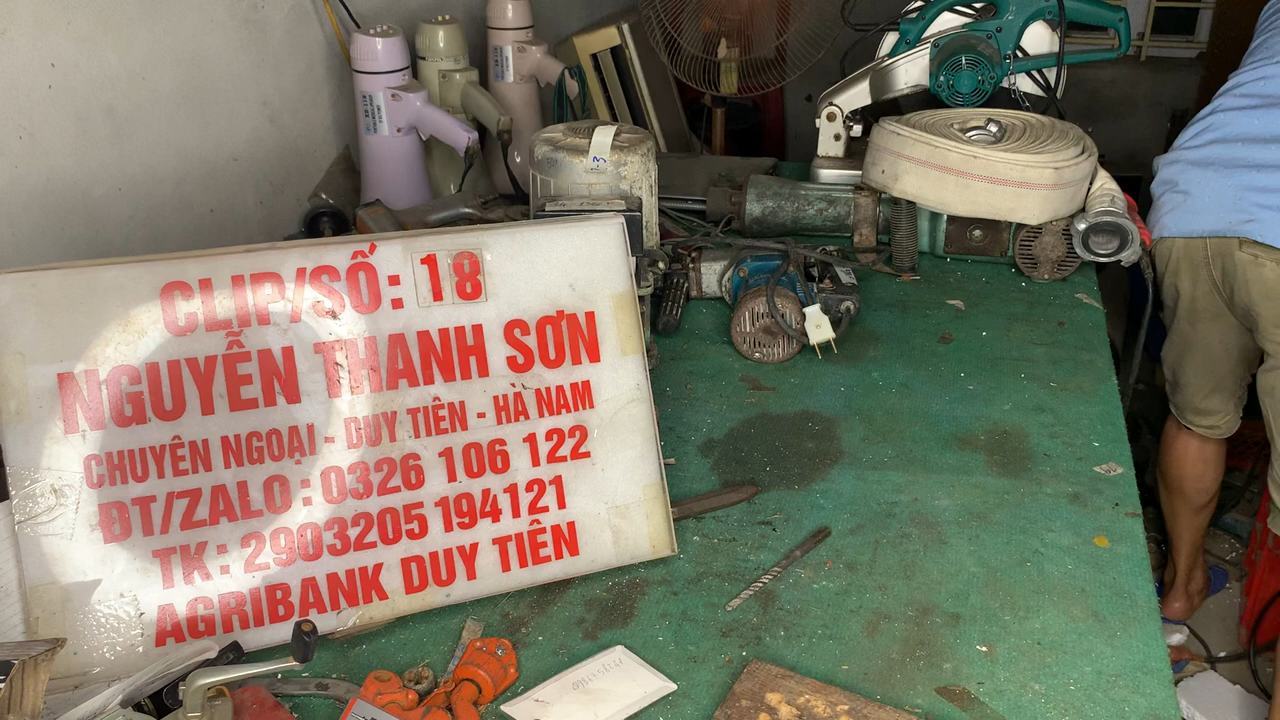 CLIP/SỐ: 18
NGUYỄN THANH SƠN
CHUYÊN NGOẠI - DUY TIÊN - HÀ NAM
ĐT/ZALO: 0326 106 122
TK: 2903205 194121
AGRIBANK DUY TIÊN